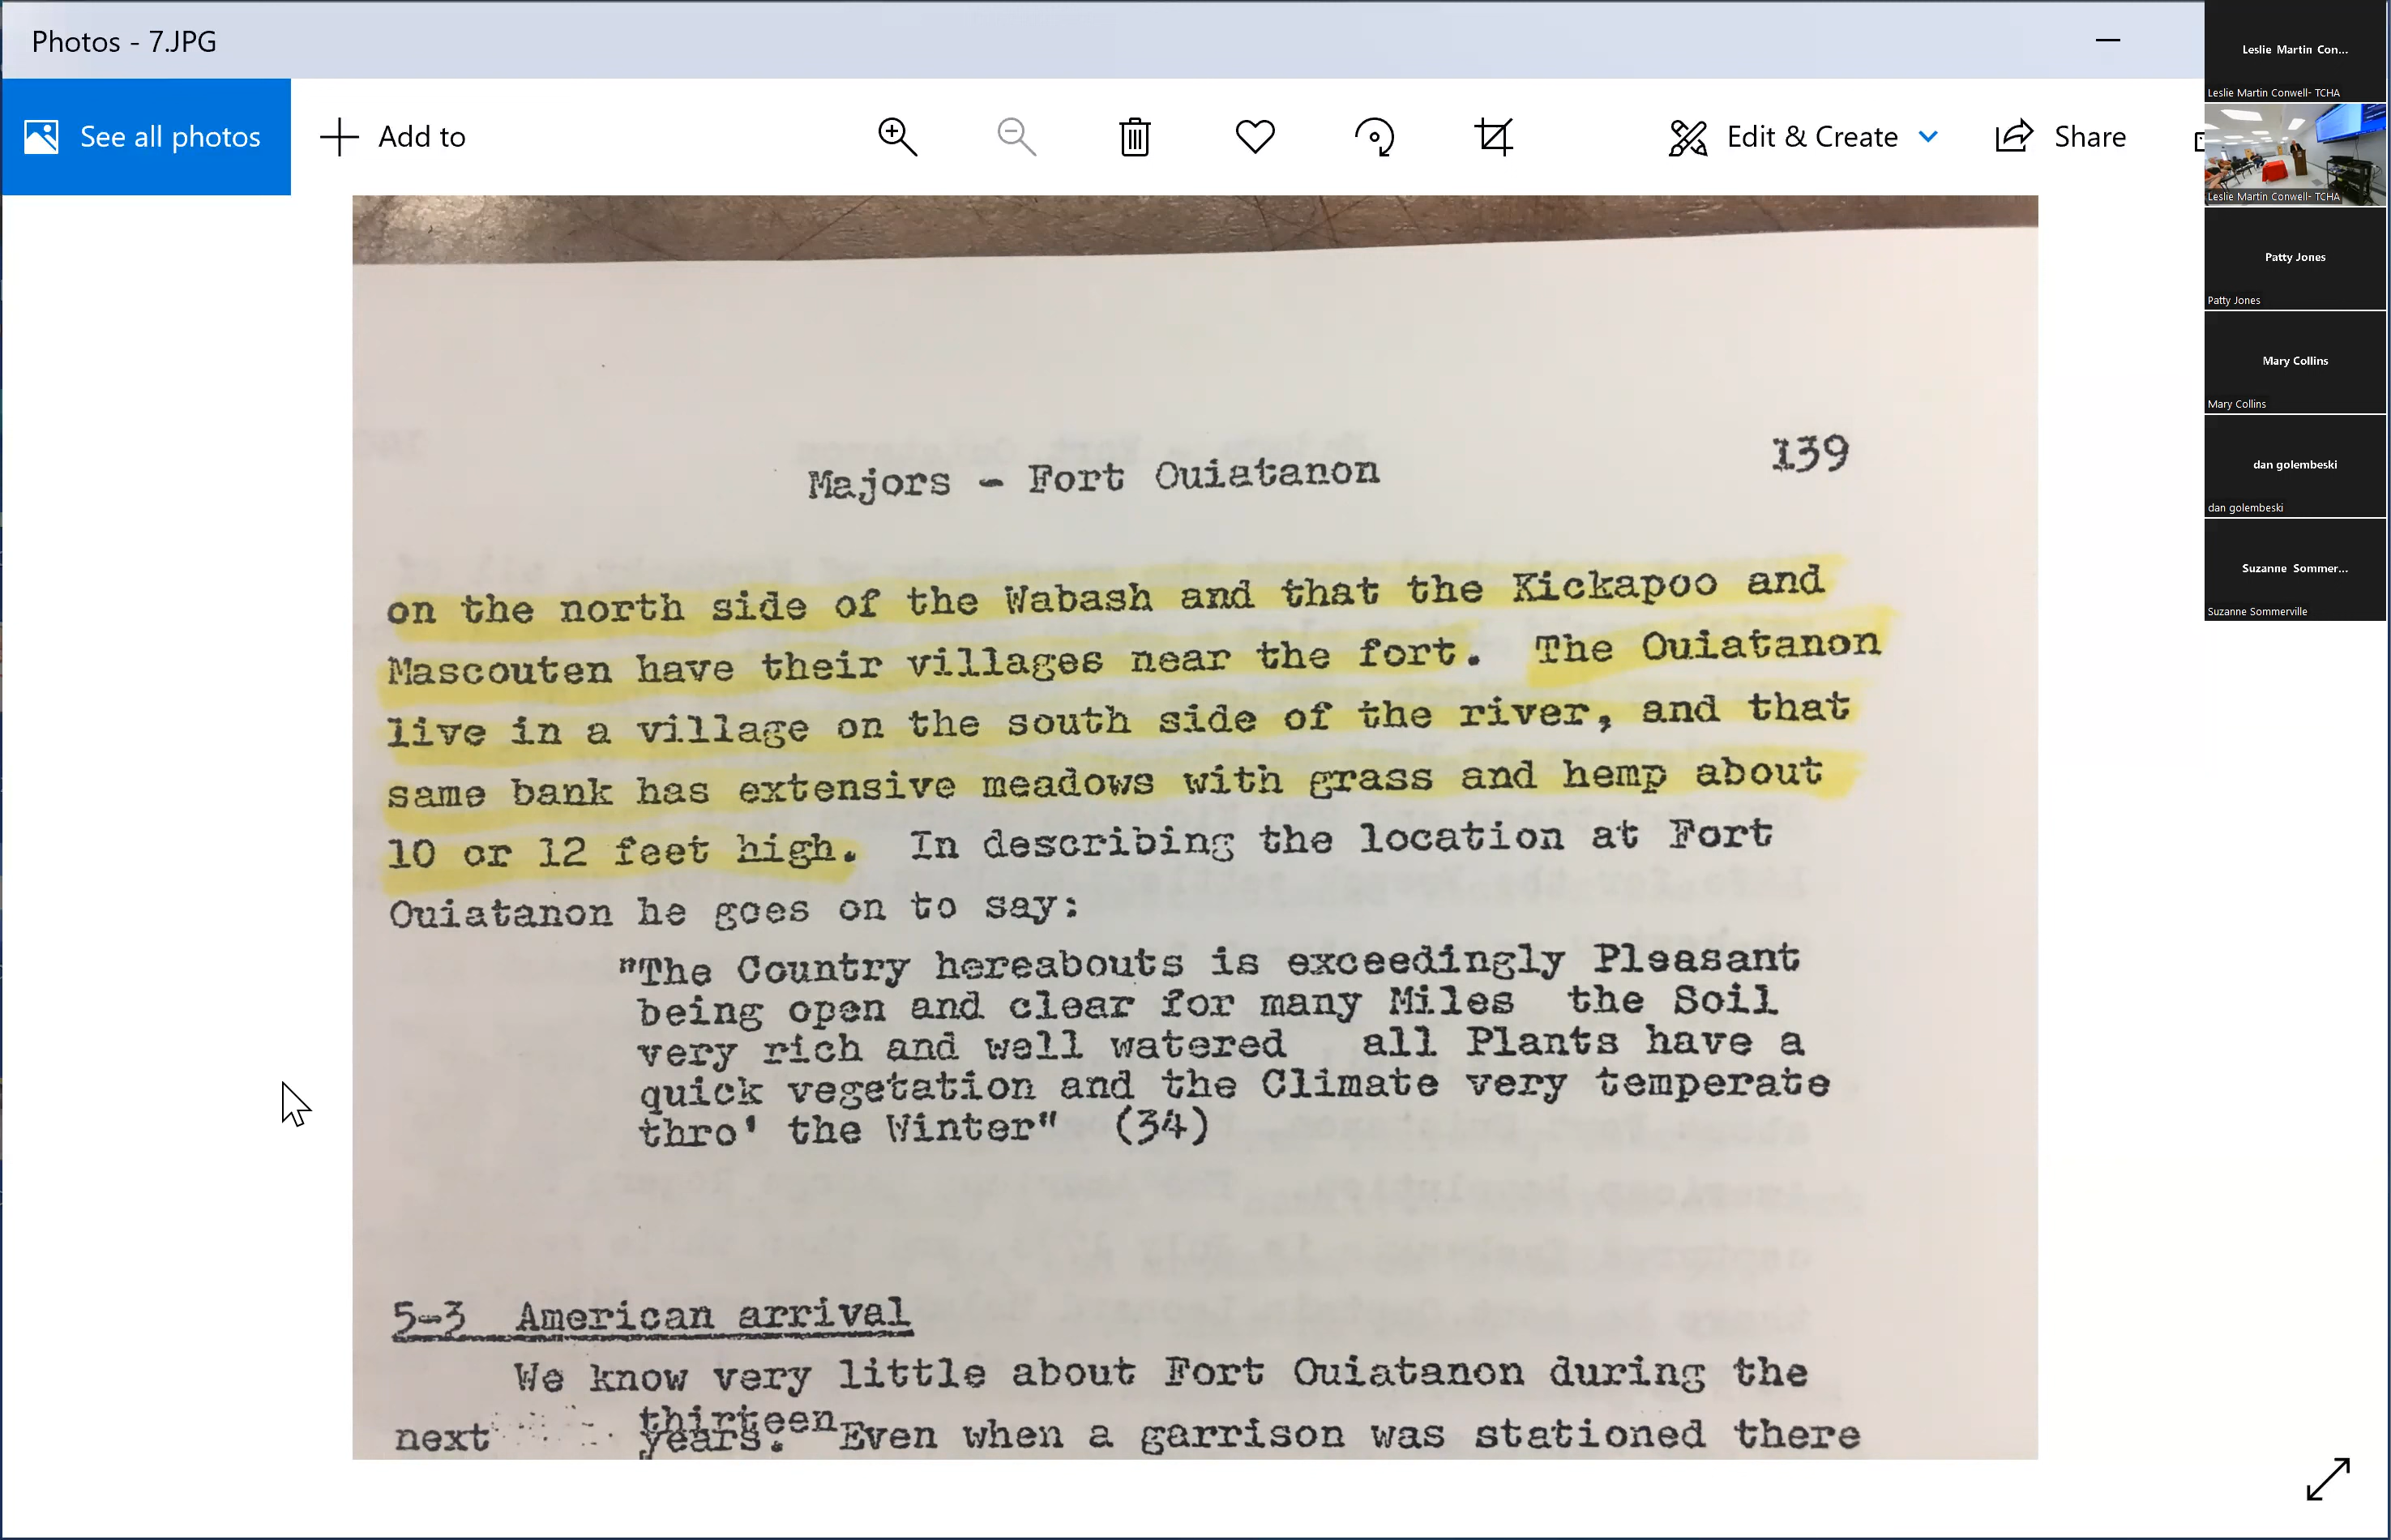 Photos - 7.JPG
See all photos
Add to
Edit & Create
Share
Majors - Fort Ouiatanon
139
on the north side of the Wabash and that the Kickapoo and
Mascouten have their villages near the fort. The Ouiatanon
live in a village on the south side of the river, and that
same bank has extensive meadows with grass and hemp about
10 or 12 feet high. In describing the location at Fort
Ouiatanon he goes on to say:
"The Country hereabouts is exceedingly Pleasant
being open and clear for many Miles the Soil
very rich and well watered all Plants have a
quick vegetation and the Climate very temperate
thro' the Winter" (34)
5-3 American arrival
We know very little about Fort Ouiatanon during the
thirteen
next years. Even when a garrison was stationed there
Leslie Martin Con...
Leslie Martin Conwell- TCHA
Leslie Martin Conwell- TCHA
Patty Jones
Patty Jones
Mary Collins
Mary Collins
dan golembeski
dan golembeski
Suzanne Sommer...
Suzanne Sommerville